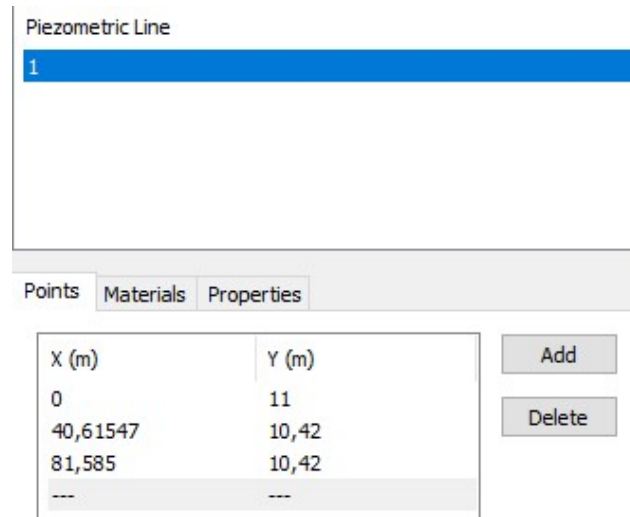 Piezometric Line
1
Points Materials Properties
X (m) Y (m)
0 11
40,61547 10,42
81,585 10,42
--- ---
Add
Delete